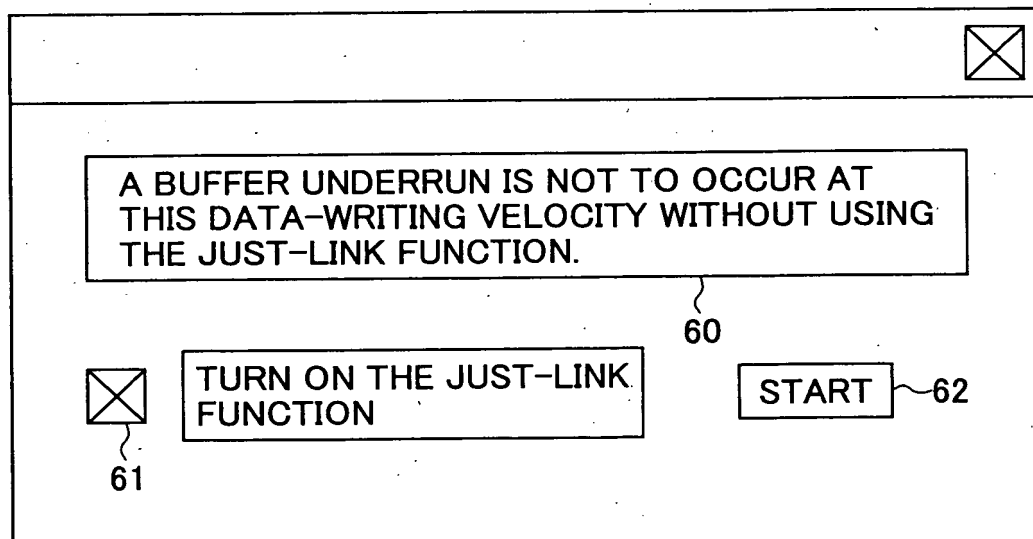 A BUFFER UNDERRUN IS NOT TO OCCUR AT
THIS DATA-WRITING VELOCITY WITHOUT USING
THE JUST-LINK FUNCTION.
60
TURN ON THE JUST-LINK
FUNCTION
START
62
61